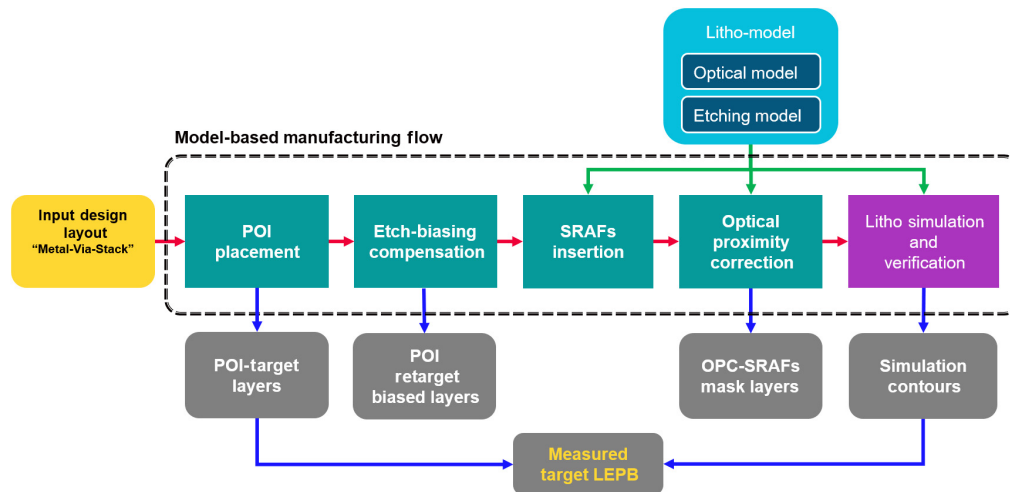 Litho-model
Optical model
Etching model
Model-based manufacturing flow
Input design
layout
“Metal-Via-Stack”
POI
placement
Etch-biasing
compensation
SRAFs
insertion
Optical
proximity
correction
Litho simulation
and
verification
POI-target
layers
POI
retarget
biased layers
OPC-SRAFs
mask layers
Simulation
contours
Measured
target LEPB